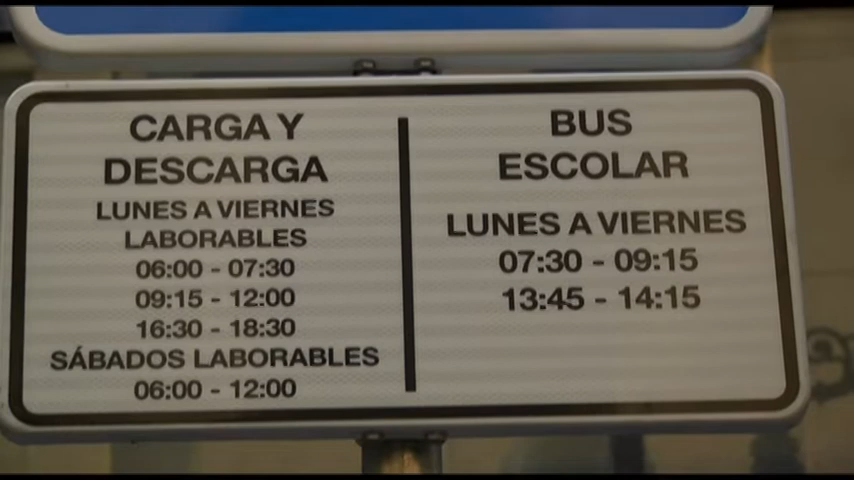 CARGA Y
DESCARGA
LUNES A VIERNES
LABORABLES
06:00 - 07:30
09:15 - 12:00
16:30 - 18:30
SÁBADOS LABORABLES
06:00 - 12:00
BUS
ESCOLAR
LUNES A VIERNES
07:30 - 09:15
13:45 - 14:15